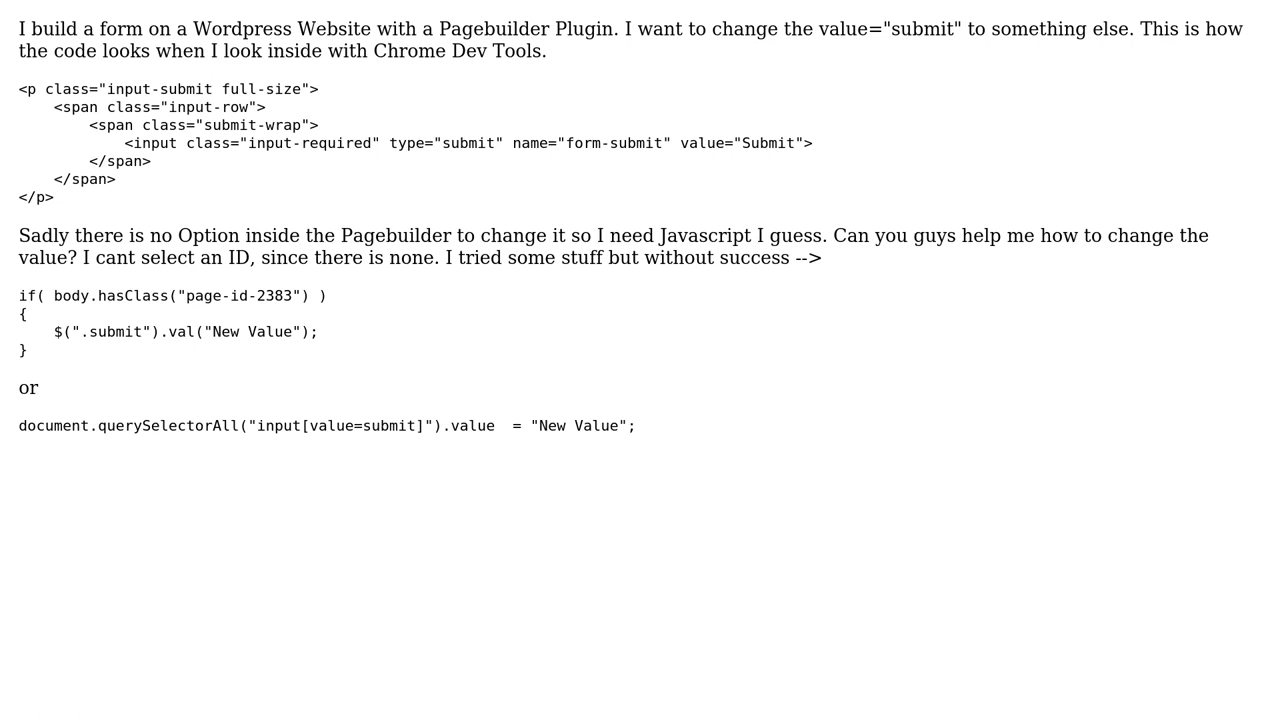 I build a form on a Wordpress Website with a Pagebuilder Plugin. I want to change the value="submit" to something else. This is how
the code looks when I look inside with Chrome Dev Tools.
<p class="input-submit full-size">
    <span class="input-row">
        <span class="submit-wrap">
            <input class="input-required" type="submit" name="form-submit" value="Submit">
        </span>
    </span>
</p>
Sadly there is no Option inside the Pagebuilder to change it so I need Javascript I guess. Can you guys help me how to change the
value? I cant select an ID, since there is none. I tried some stuff but without success -->
if( body.hasClass("page-id-2383") )
{
    $(".submit").val("New Value");
}
or
document.querySelectorAll("input[value=submit]").value  = "New Value";